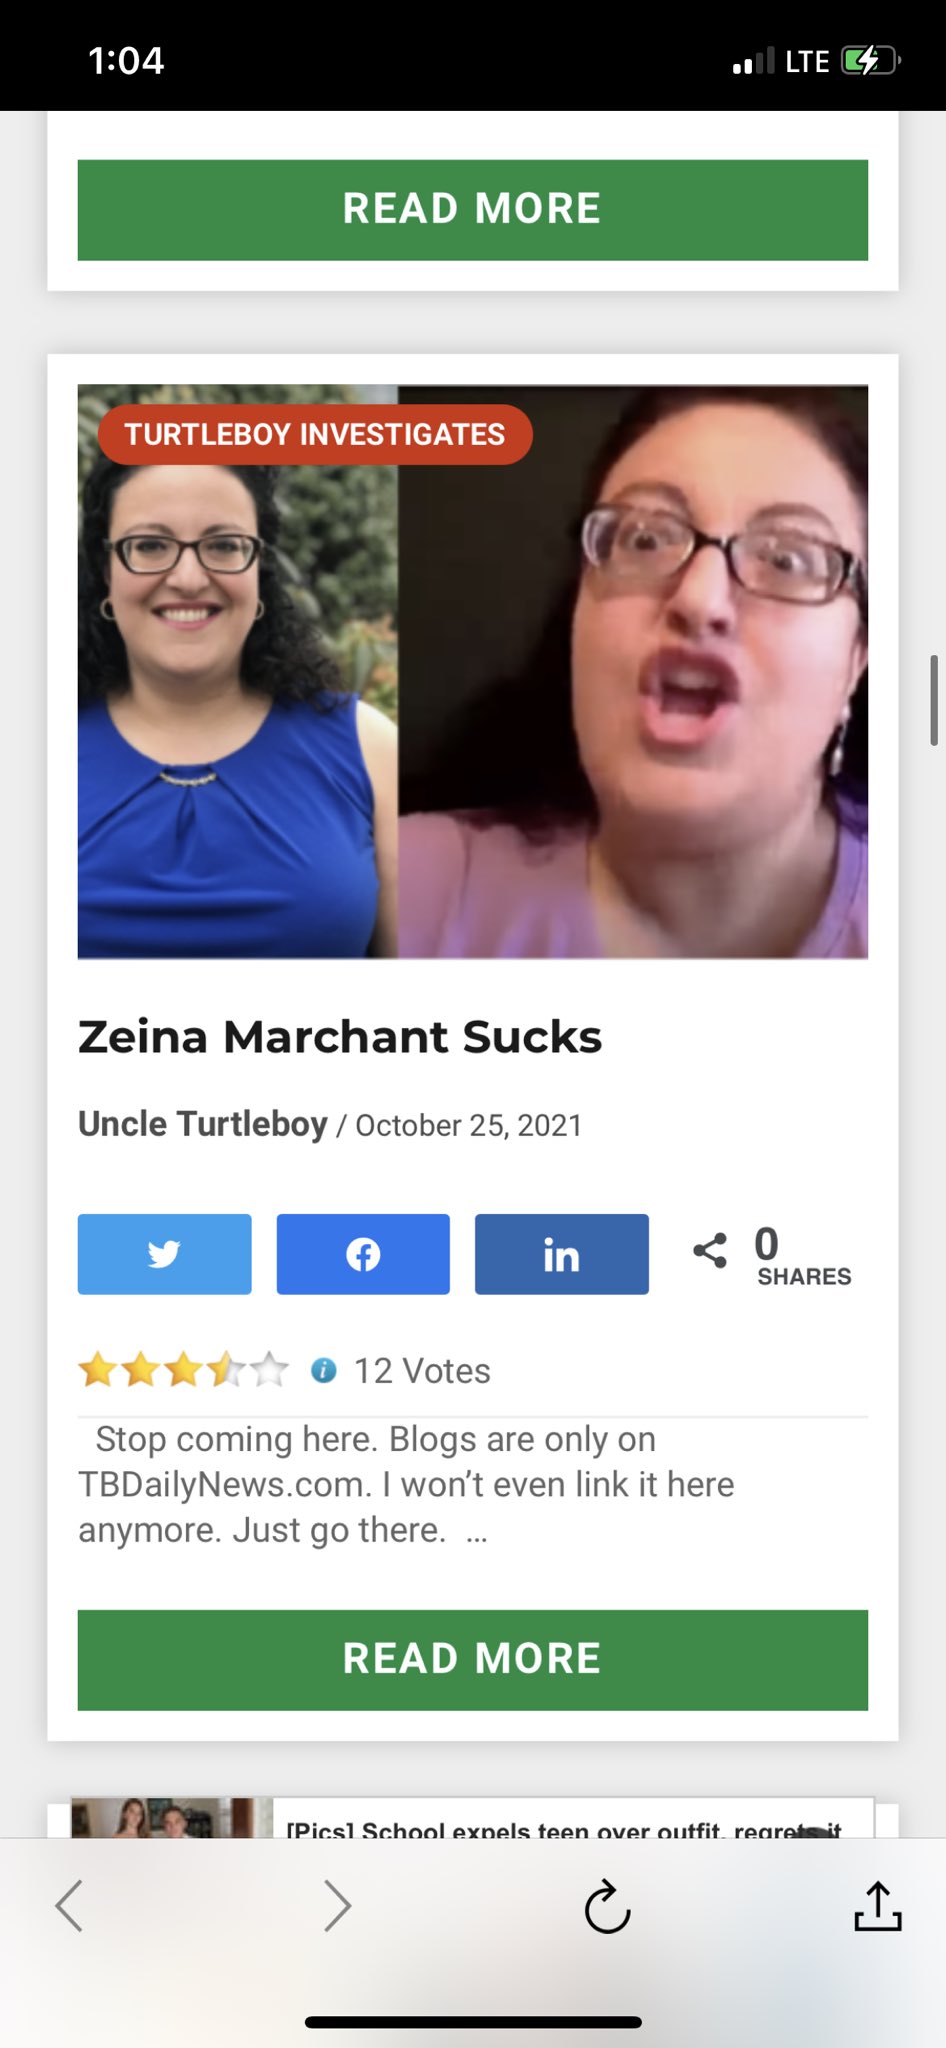 1:04
LTE
READ MORE
TURTLEBOY INVESTIGATES
Zeina Marchant Sucks
Uncle Turtleboy / October 25, 2021
in
0
SHARES
i
12 Votes
Stop coming here. Blogs are only on
TBDailyNews.com. I won’t even link it here
anymore. Just go there. ...
READ MORE
[Pics] School expels teen over outfit, regrets it